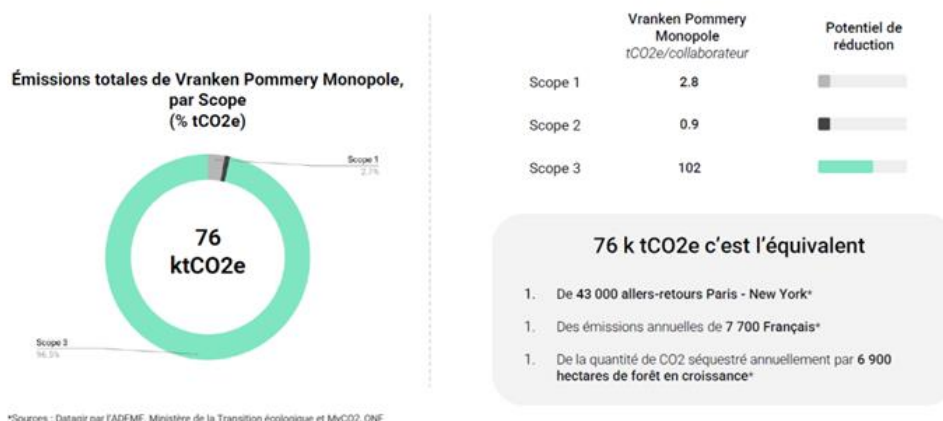 Émissions totales de Vranken Pommery Monopole,
par Scope
(% tCO2e)
Scope 1
2.7%
76
ktCO2e
Scope 3
96.5%
*Sources : Datagir par l'ADEME, Ministère de la Transition écologique et MyCO2, ONF
Vranken Pommery
Monopole
tCO2e/collaborateur
Potentiel de
réduction
Scope 1
2.8
Scope 2
0.9
Scope 3
102
76 k tCO2e c'est l'équivalent
1. De 43 000 allers-retours Paris - New York*
1. Des émissions annuelles de 7 700 Français*
1. De la quantité de CO2 séquestré annuellement par 6 900
hectares de forêt en croissance*